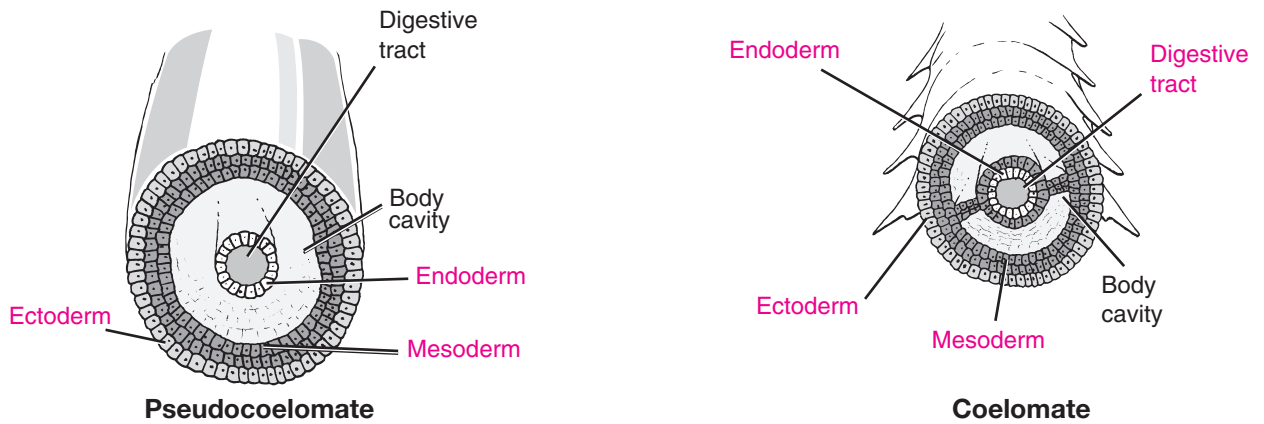 Digestive
tract
Body
cavity
Endoderm
Ectoderm
Mesoderm
Pseudocoelomate
Endoderm
Digestive
tract
Ectoderm
Body
cavity
Mesoderm
Coelomate